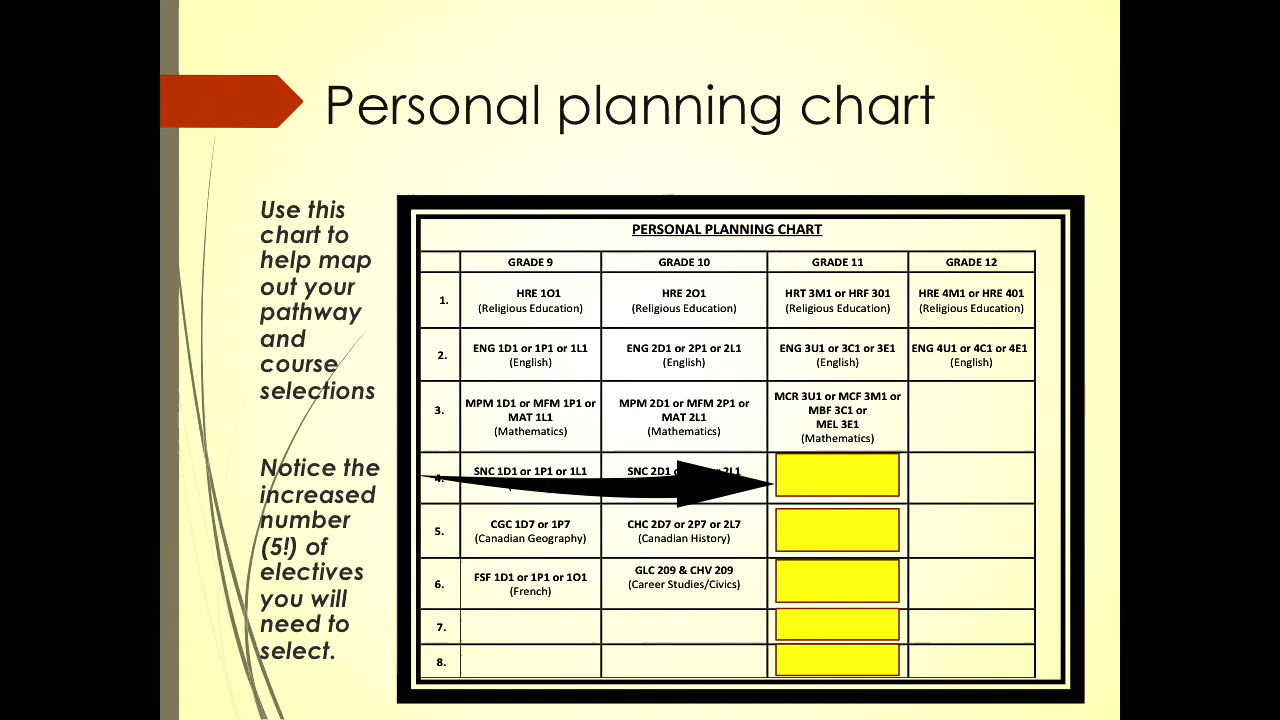 Personal planning chart
Use this
chart to
help map
out your
pathway
and
course
selections
Notice the
increased
number
(5!) of
electives
you will
need to
select.
PERSONAL PLANNING CHART
GRADE 9 GRADE 10 GRADE 11 GRADE 12
1.
HRE 1O1
(Religious Education)
HRE 2O1
(Religious Education)
HRT 3M1 or HRF 3O1
(Religious Education)
HRE 4M1 or HRE 4O1
(Religious Education)
2.
ENG 1D1 or 1P1 or 1L1
(English)
ENG 2D1 or 2P1 or 2L1
(English)
ENG 3U1 or 3C1 or 3E1
(English)
ENG 4U1 or 4C1 or 4E1
(English)
3.
MPM 1D1 or MFM 1P1 or
MAT 1L1
(Mathematics)
MPM 2D1 or MFM 2P1 or
MAT 2L1
(Mathematics)
MCR 3U1 or MCF 3M1 or
MBF 3C1 or
MEL 3E1
(Mathematics)
4.
SNC 1D1 or 1P1 or 1L1
SNC 2D1 2L1
5.
CGC 1D7 or 1P7
(Canadian Geography)
CHC 2D7 or 2P7 or 2L7
(Canadian History)
6.
FSF 1D1 or 1P1 or 1O1
(French)
GLC 2O9 & CHV 2O9
(Career Studies/Civics)
7.
8.